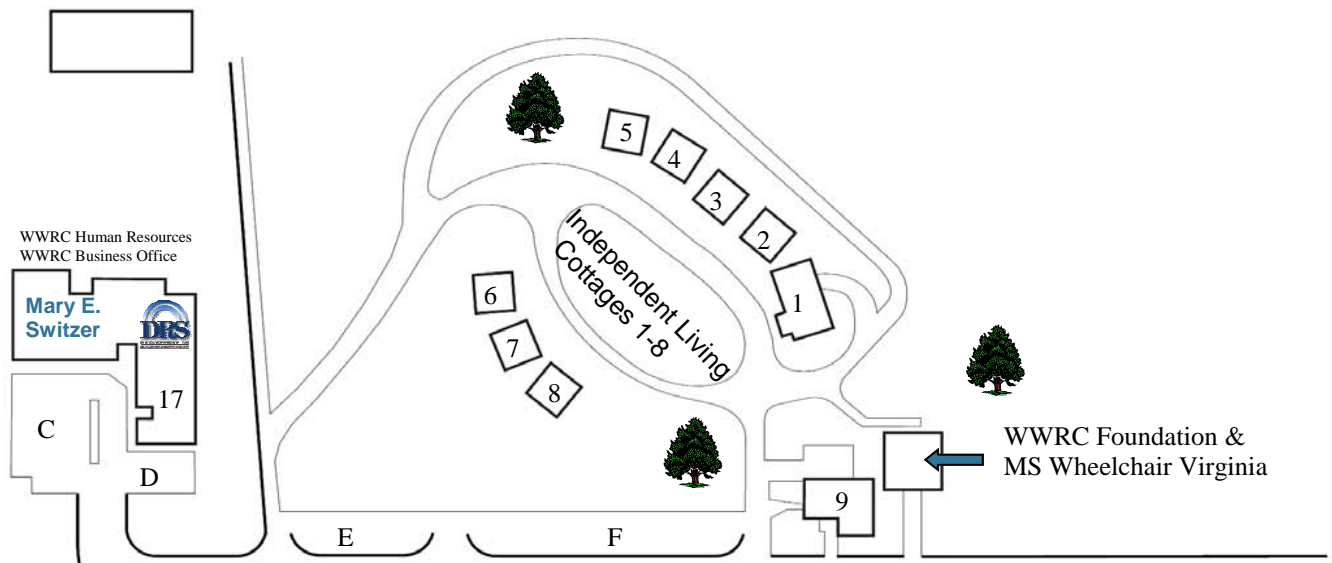 5
4
3
2
1
Independent Living
Cottages 1-8
6
7
8
WWRC Human Resources
WWRC Business Office
Mary E.
Switzer
DRS
17
C
D
WWRC Foundation &
MS Wheelchair Virginia
9
E
F